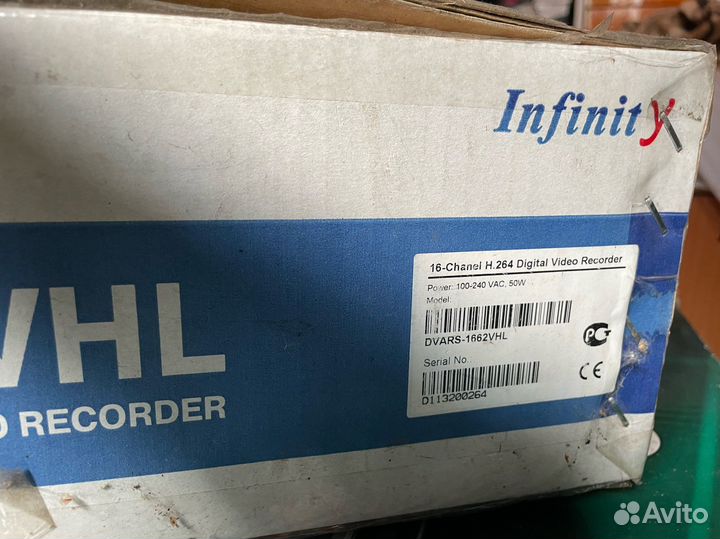 Infinity
16-Chanel H.264 Digital Video Recorder
Power: 100-240 VAC, 50W
Model:
DVARS-1662VHL
Serial No.
D113200264
РСТ
CE
VHL
RECORDER
Avito